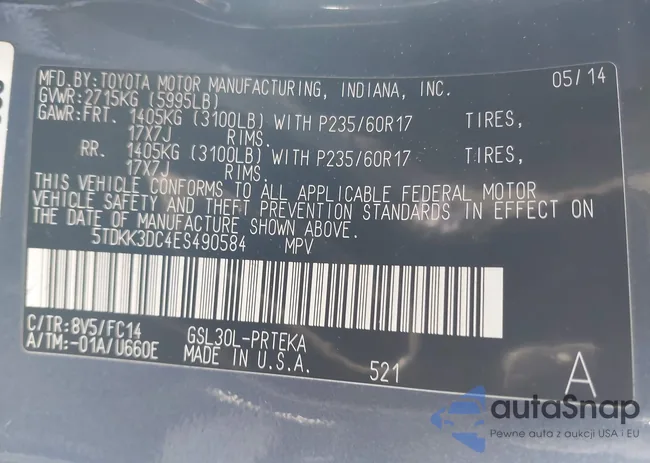 MFD.BY: TOYOTA MOTOR MANUFACTURING, INDIANA, INC. 05/14
GVWR: 2715KG (5995LB)
GAWR: FRT. 1405KG (3100LB) WITH P235/60R17 TIRES,
17X7J RIMS.
RR. 1405KG (3100LB) WITH P235/60R17 TIRES,
17X7J RIMS.
THIS VEHICLE CONFORMS TO ALL APPLICABLE FEDERAL MOTOR
VEHICLE SAFETY AND THEFT PREVENTION STANDARDS IN EFFECT ON
THE DATE OF MANUFACTURE SHOWN ABOVE.
5TDKK3DC4ES490584 MPV
C/TR: 8V5/FC14 GSL30L-PRTEKA
A/TM: -01A/U660E MADE IN U.S.A. 521 A
autaSnap
Pewne auta z aukcji USA i EU